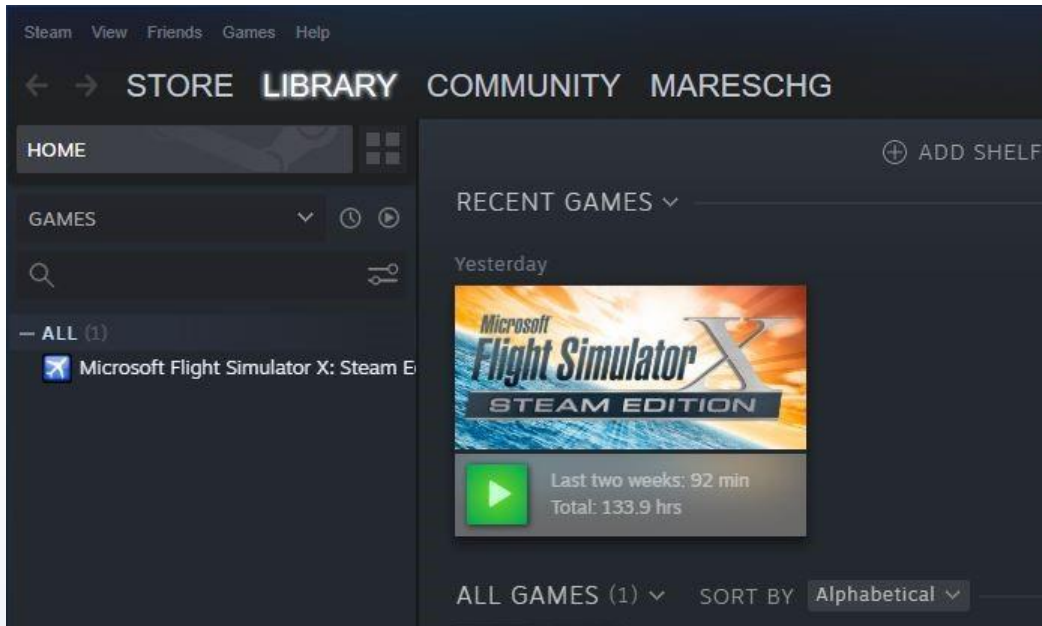 Steam View Friends Games Help
STORE LIBRARY COMMUNITY MARESCHG
HOME
ADD SHELF
GAMES
RECENT GAMES
Yesterday
Microsoft
Flight Simulator X
STEAM EDITION
— ALL (1)
Microsoft Flight Simulator X: Steam E
Last two weeks: 92 min
Total: 133.9 hrs
ALL GAMES (1) SORT BY Alphabetical